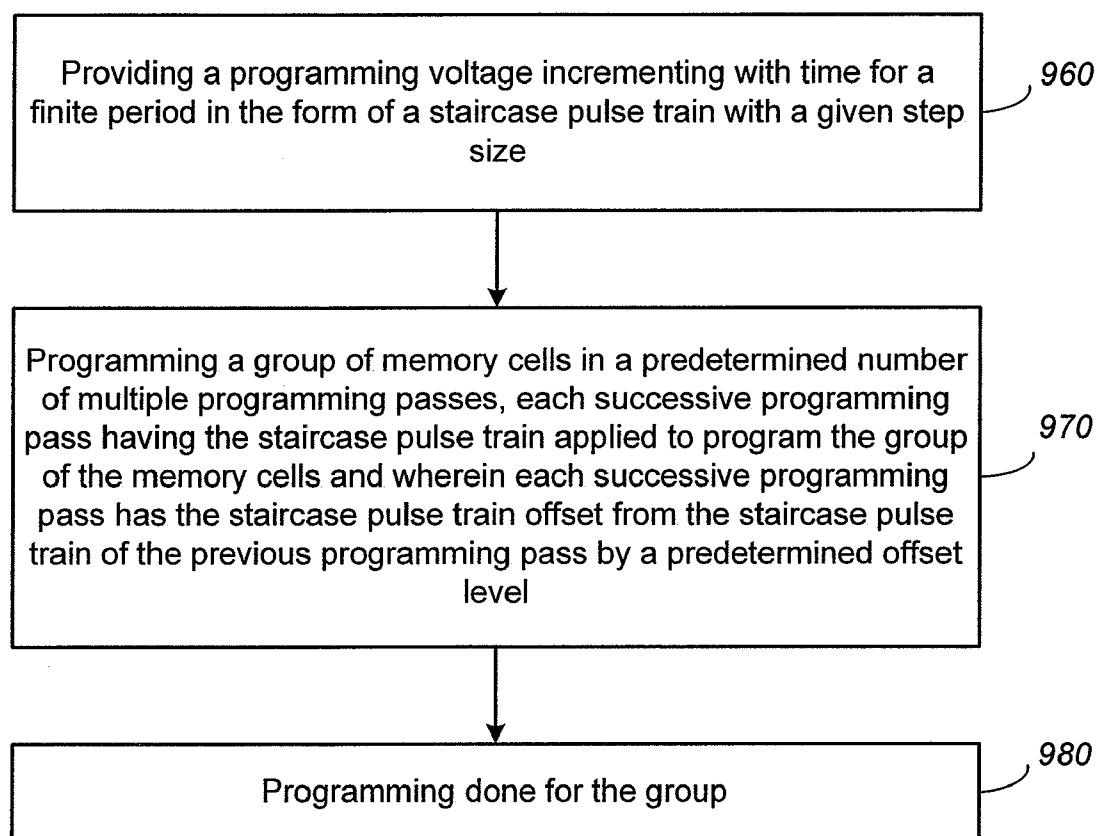 Providing a programming voltage incrementing with time for a
finite period in the form of a staircase pulse train with a given step
size
960
Programming a group of memory cells in a predetermined number
of multiple programming passes, each successive programming
pass having the staircase pulse train applied to program the group
of the memory cells and wherein each successive programming
pass has the staircase pulse train offset from the staircase pulse
train of the previous programming pass by a predetermined offset
level
970
Programming done for the group
980